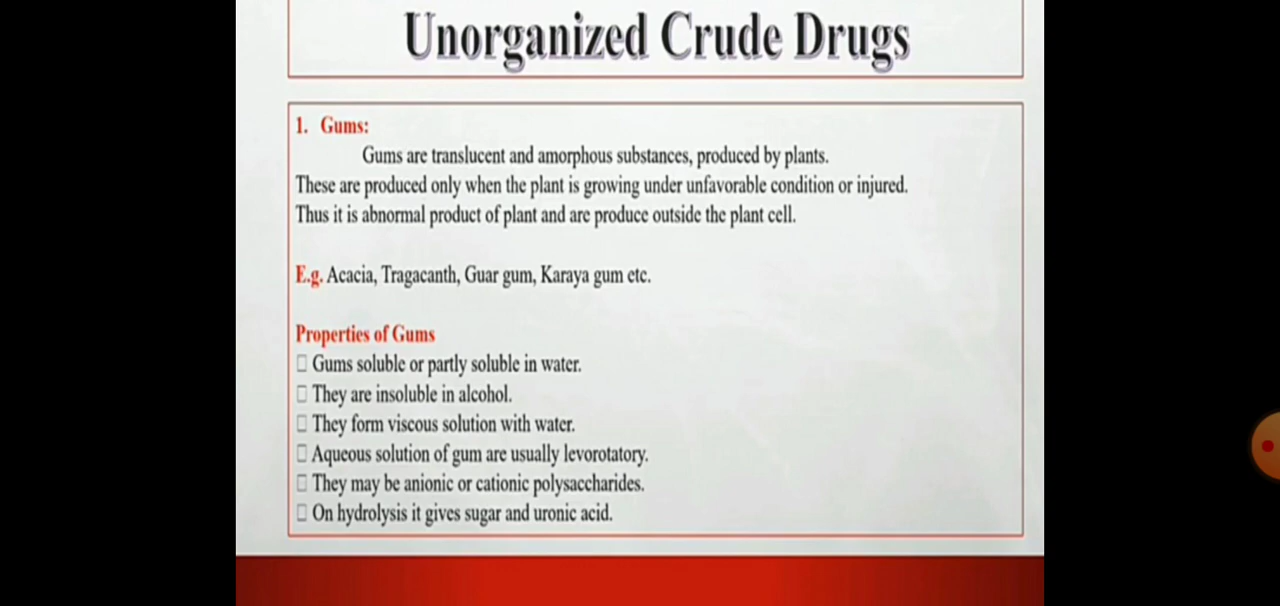 Unorganized Crude Drugs
1. Gums:
Gums are translucent and amorphous substances, produced by plants.
These are produced only when the plant is growing under unfavorable condition or injured.
Thus it is abnormal product of plant and are produce outside the plant cell.
E.g. Acacia, Tragacanth, Guar gum, Karaya gum etc.
Properties of Gums
Gums soluble or partly soluble in water.
They are insoluble in alcohol.
They form viscous solution with water.
Aqueous solution of gum are usually levorotatory.
They may be anionic or cationic polysaccharides.
On hydrolysis it gives sugar and uronic acid.